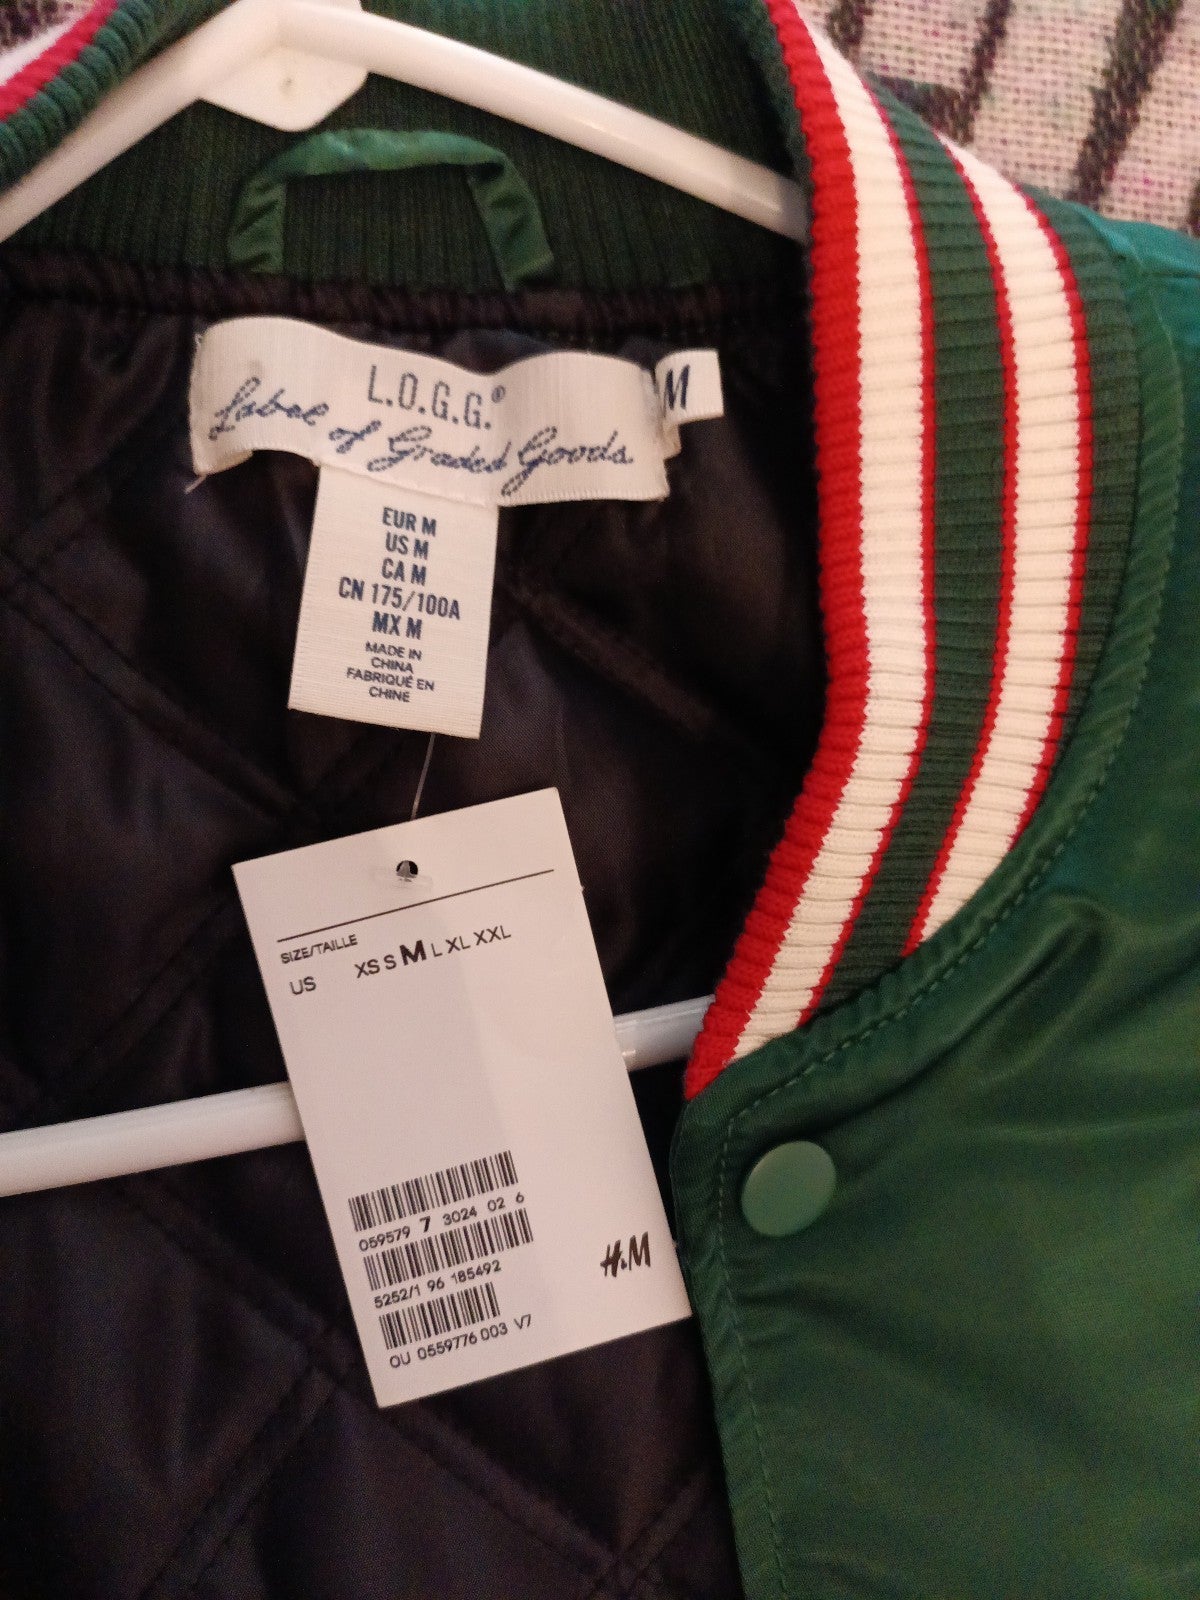 L.O.G.G.®
Label of Graded Goods.
M
EUR M
US M
CA M
CN 175/100A
MX M
MADE IN
CHINA
FABRIQUÉ EN
CHINE
SIZE/TAILLE
US XS S M L XL XXL
059579 7 3024 02 6
5252/1 96 185492
OU 0559776 003 V7
H&M